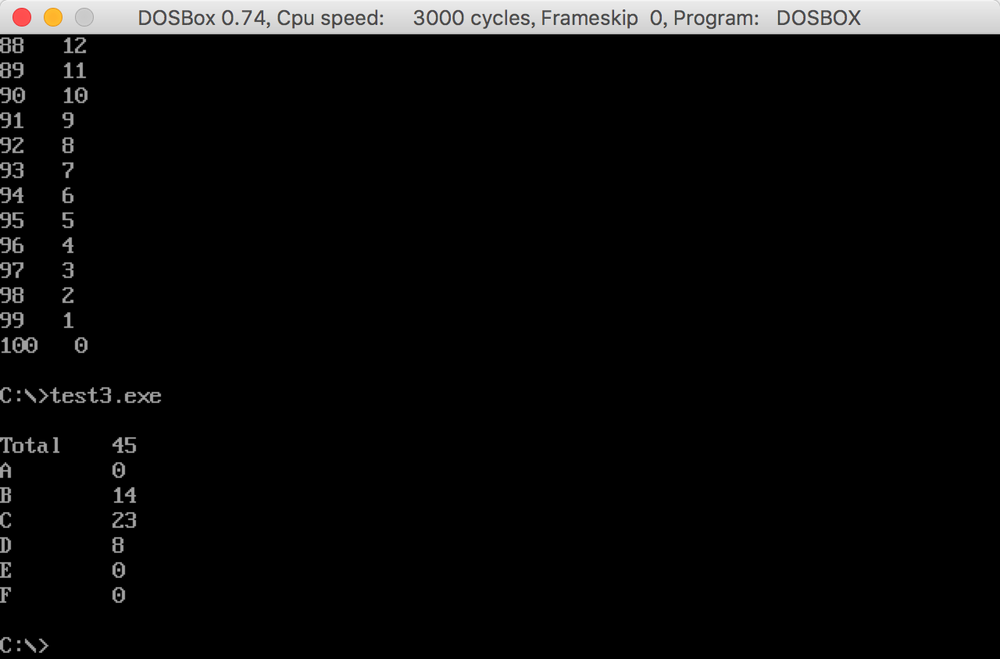 DOSBox 0.74, Cpu speed: 3000 cycles, Frameskip 0, Program: DOSBOX
88 12
89 11
90 10
91 9
92 8
93 7
94 6
95 5
96 4
97 3
98 2
99 1
100 0
C:\>test3.exe
Total 45
A 0
B 14
C 23
D 8
E 0
F 0
C:\>